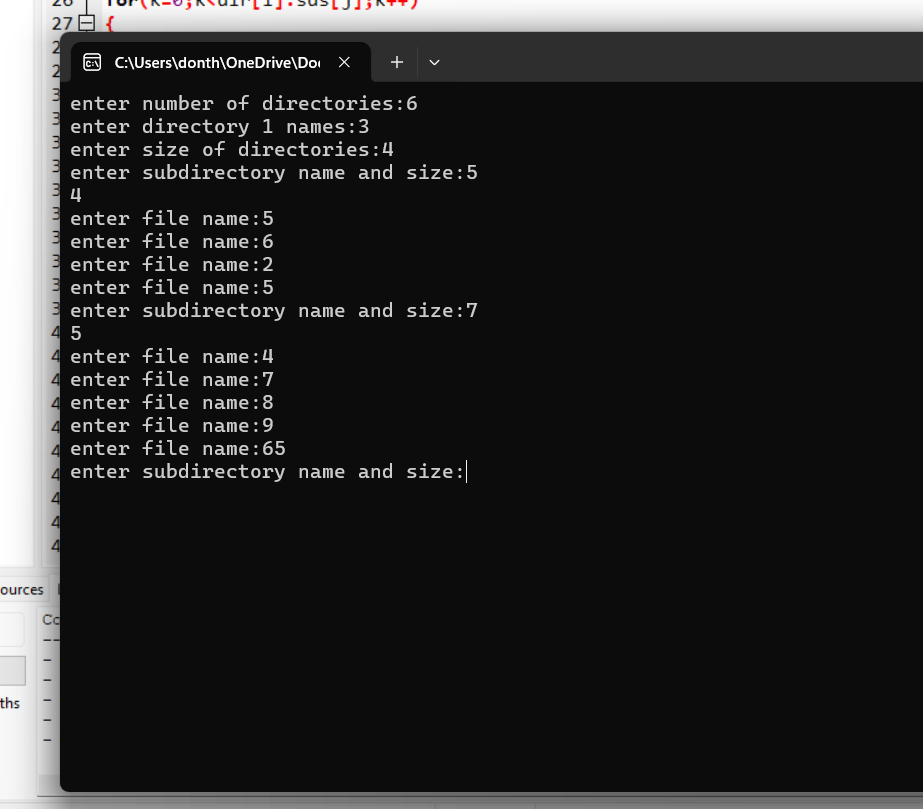 26 for(k=0;k<dir[i].sds[j];k++)
27 {
C:\Users\donth\OneDrive\Do
enter number of directories:6
enter directory 1 names:3
enter size of directories:4
enter subdirectory name and size:5
4
enter file name:5
enter file name:6
enter file name:2
enter file name:5
enter subdirectory name and size:7
5
enter file name:4
enter file name:7
enter file name:8
enter file name:9
enter file name:65
enter subdirectory name and size:
ources
Co
ths